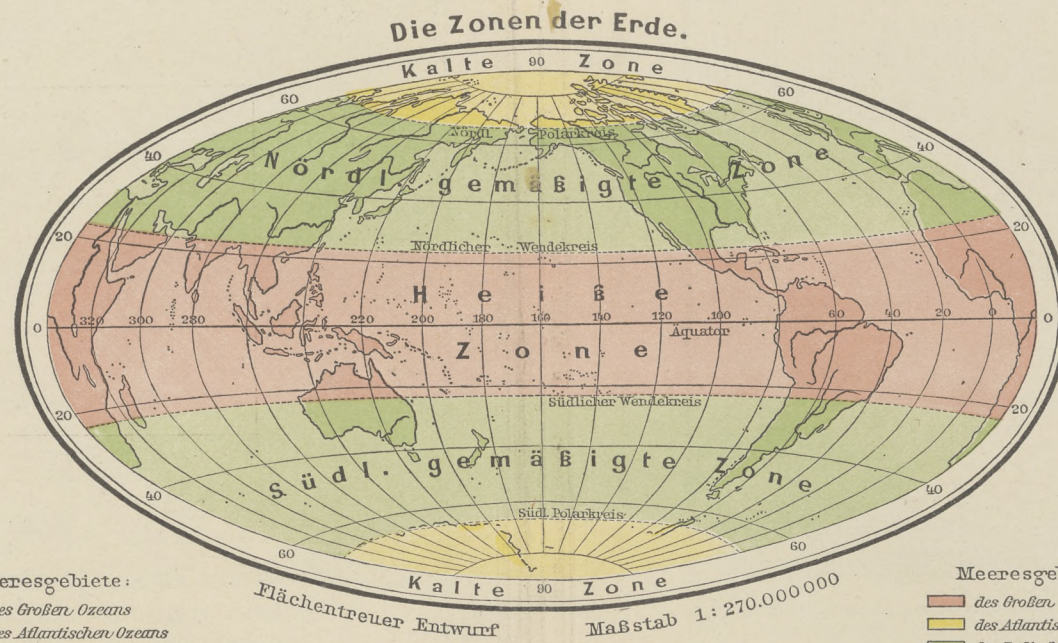 Die Zonen der Erde.
Kalte 90 Zone
60 60
Nördl. Polarkreis
40 40
Nördl. gemäßigte Zone
20 Nördlicher Wendekreis 20
Heiße
0 320 300 280 220 200 180 160 140 120 100 60 40 20 0 0
Äquator
Zone
20 Südlicher Wendekreis 20
Südl. gemäßigte Zone
40 40
Südl. Polarkreis
60 60
Kalte 90 Zone
Flächentreuer Entwurf Maßstab 1:270.000000
eresgebiete:
es Großen Ozeans
es Atlantischen Ozeans
Meeresgeb
des Großen
des Atlantis